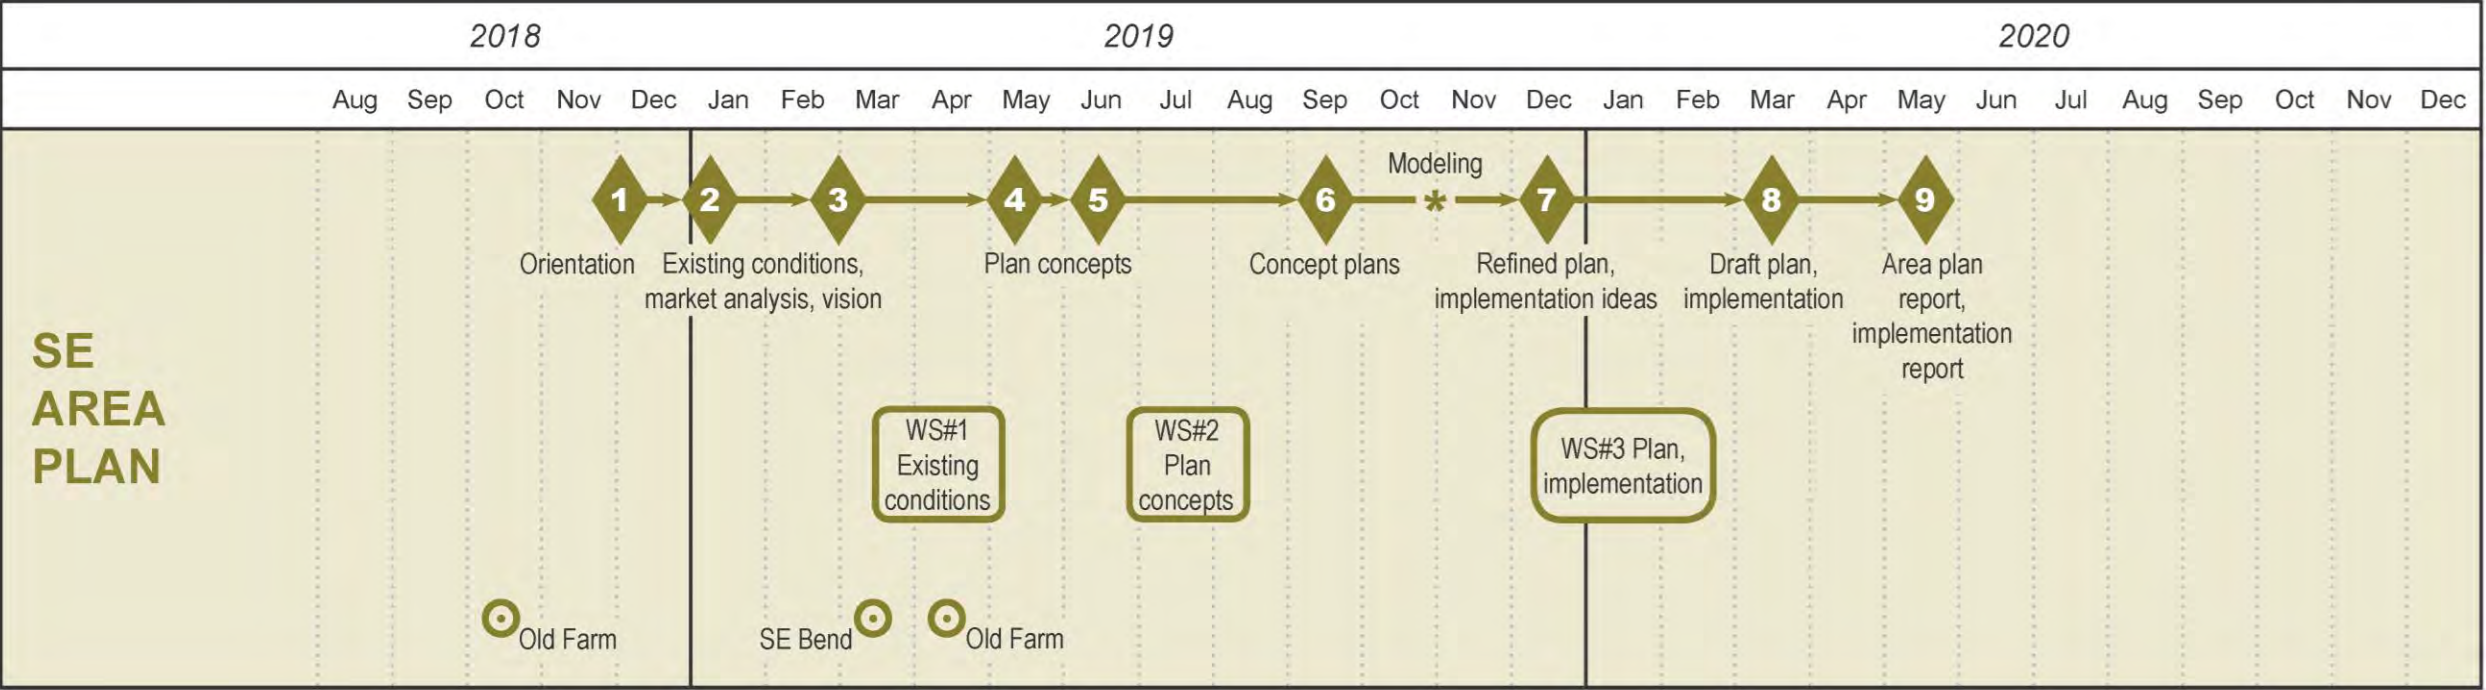 2018 2019 2020
Aug Sep Oct Nov Dec Jan Feb Mar Apr May Jun Jul Aug Sep Oct Nov Dec Jan Feb Mar Apr May Jun Jul Aug Sep Oct Nov Dec
SE
AREA
PLAN
Modeling
1 2 3 4 5 6 * 7 8 9
Orientation
Existing conditions,
market analysis, vision
Plan concepts
Concept plans
Refined plan,
implementation ideas
Draft plan,
implementation
Area plan
report,
implementation
report
WS#1
Existing
conditions
WS#2
Plan
concepts
WS#3 Plan,
implementation
Old Farm
SE Bend
Old Farm